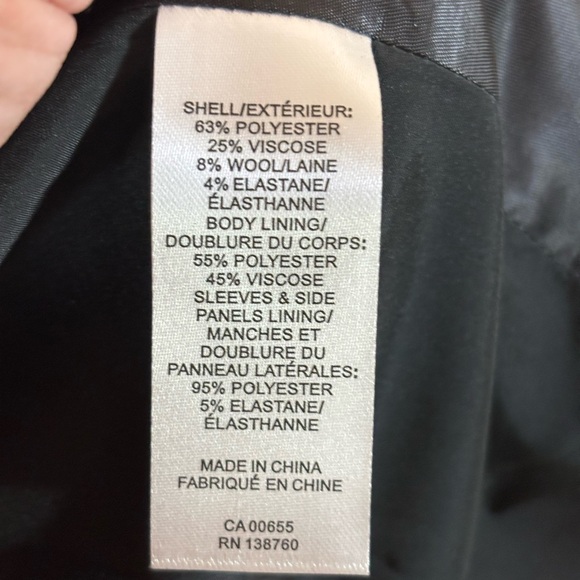 SHELL/EXTÉRIEUR:
63% POLYESTER
25% VISCOSE
8% WOOL/LAINE
4% ELASTANE/
ÉLASTHANNE
BODY LINING/
DOUBLURE DU CORPS:
55% POLYESTER
45% VISCOSE
SLEEVES & SIDE
PANELS LINING/
MANCHES ET
DOUBLURE DU
PANNEAU LATÉRALES:
95% POLYESTER
5% ELASTANE/
ÉLASTHANNE
MADE IN CHINA
FABRIQUÉ EN CHINE
CA 00655
RN 138760